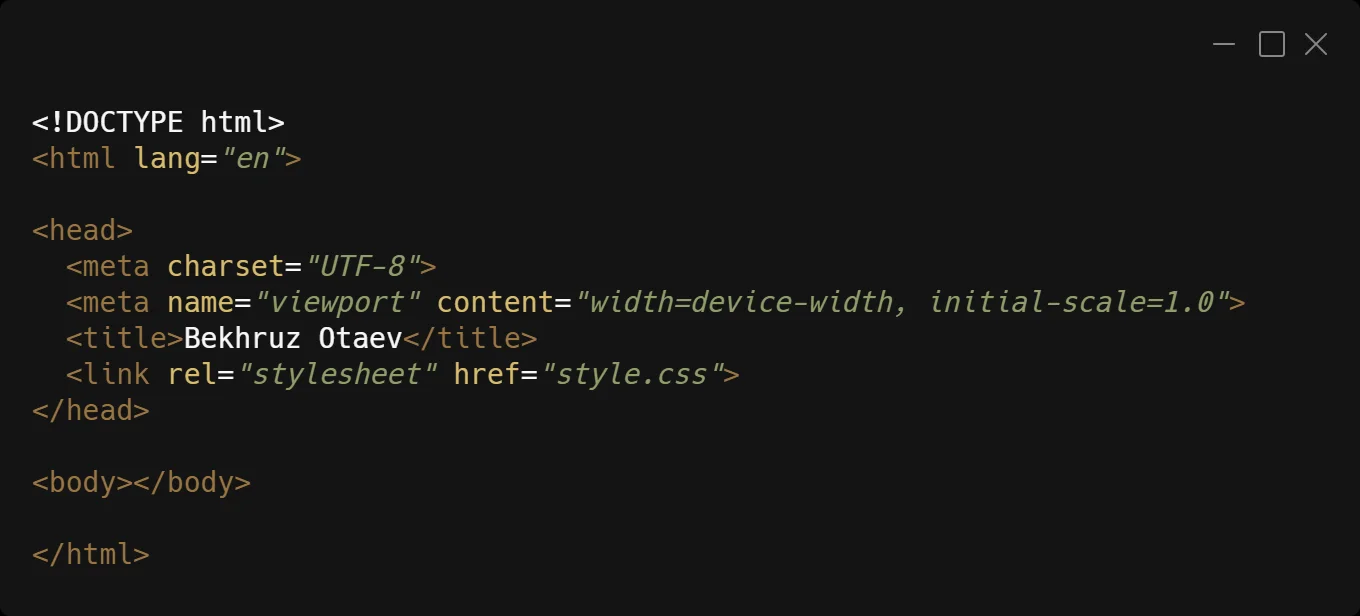 <!DOCTYPE html>
<html lang="en">
<head>
  <meta charset="UTF-8">
  <meta name="viewport" content="width=device-width, initial-scale=1.0">
  <title>Bekhruz Otaev</title>
  <link rel="stylesheet" href="style.css">
</head>
<body></body>
</html>